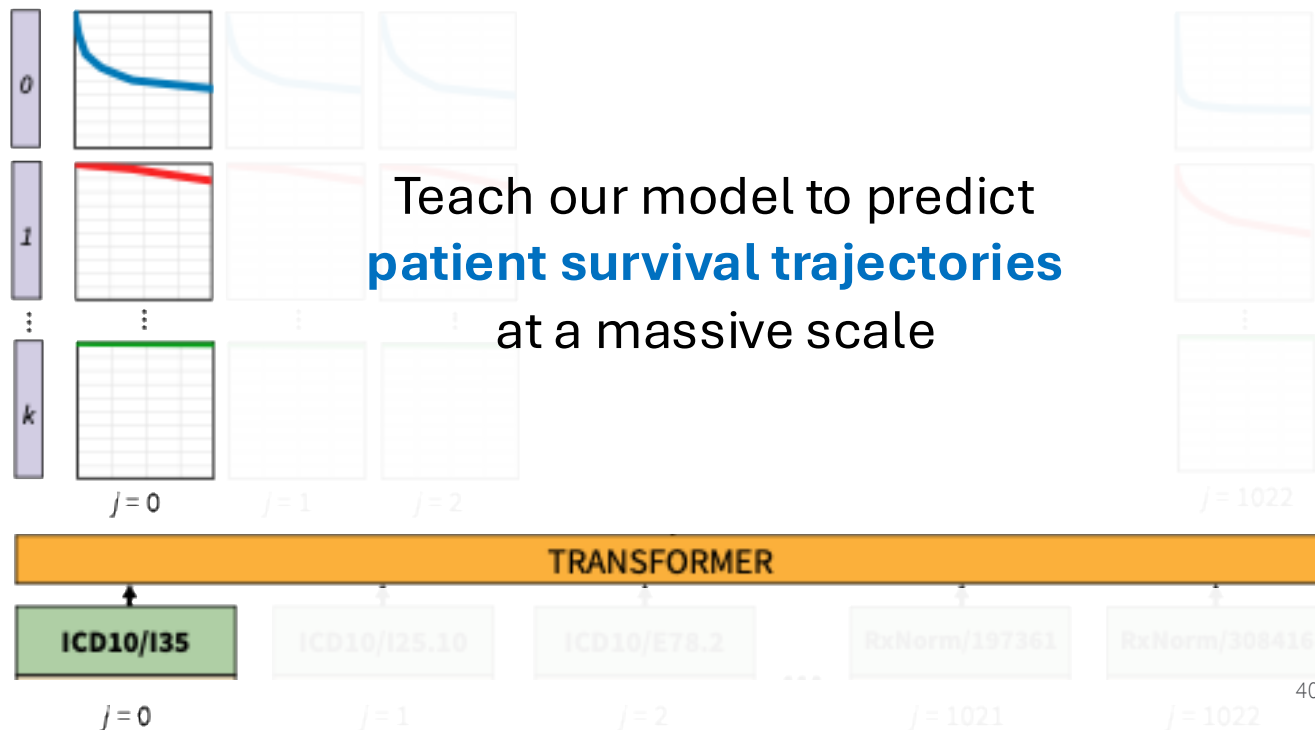 0
Teach our model to predict
1
patient survival trajectories
⋮ ⋮ ⋮ ⋮ ⋮
at a massive scale
k
j = 0 j = 1 j = 2 j = 1022
TRANSFORMER
ICD10/I35 ICD10/I25.10 ICD10/E78.2 ... RxNorm/197361 RxNorm/308416
40
j = 0 j = 1 j = 2 j = 1021 j = 1022